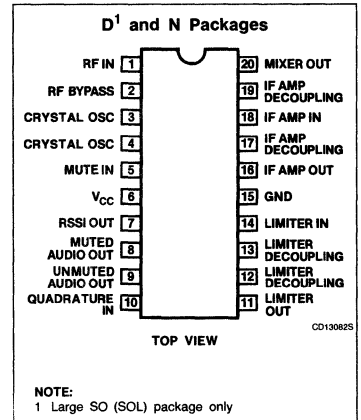 D1 and N Packages
RF IN 1
RF BYPASS 2
CRYSTAL OSC 3
CRYSTAL OSC 4
MUTE IN 5
VCC 6
RSSI OUT 7
MUTED
AUDIO OUT 8
UNMUTED
AUDIO OUT 9
QUADRATURE
IN 10
20 MIXER OUT
19 IF AMP
DECOUPLING
18 IF AMP IN
17 IF AMP
DECOUPLING
16 IF AMP OUT
15 GND
14 LIMITER IN
13 LIMITER
DECOUPLING
12 LIMITER
DECOUPLING
11 LIMITER
OUT
CD13082S
TOP VIEW
NOTE:
1 Large SO (SOL) package only